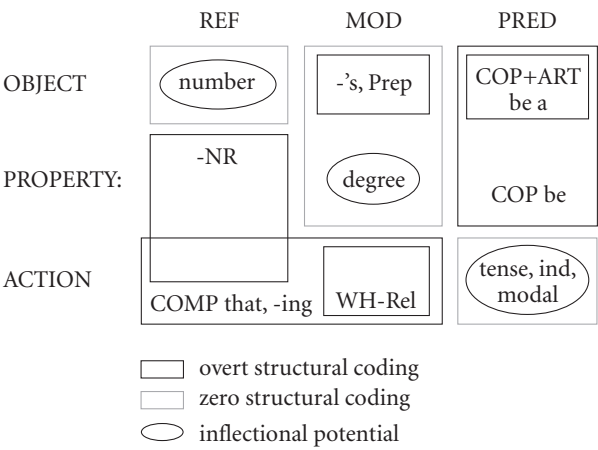 REF MOD PRED
OBJECT number -'s, Prep COP+ART
be a
PROPERTY: -NR degree COP be
ACTION tense, ind,
modal
COMP that, -ing WH-Rel
overt structural coding
zero structural coding
inflectional potential